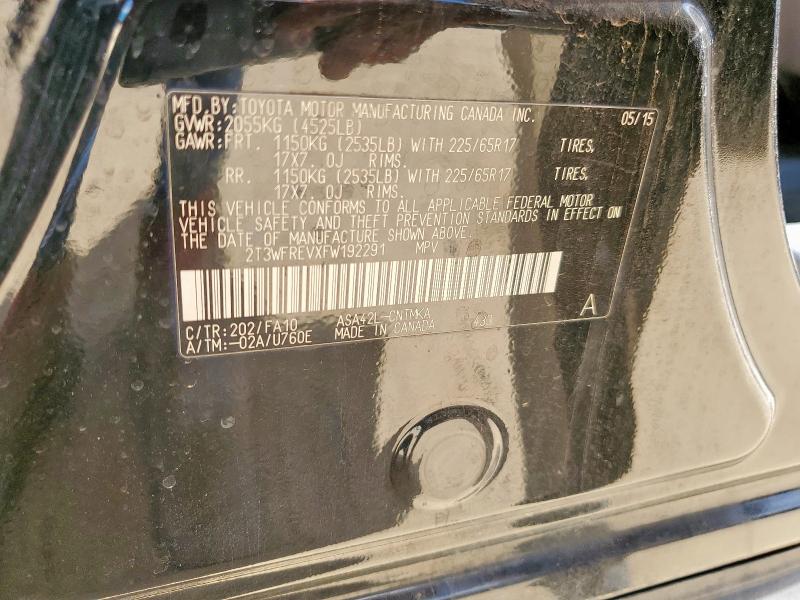 MFD.BY:TOYOTA MOTOR MANUFACTURING CANADA INC. 05/15
GVWR:2055KG (4525LB)
GAWR:FRT. 1150KG (2535LB) WITH 225/65R17 TIRES,
17X7.0J RIMS.
RR. 1150KG (2535LB) WITH 225/65R17 TIRES,
17X7.0J RIMS.
THIS VEHICLE CONFORMS TO ALL APPLICABLE FEDERAL MOTOR
VEHICLE SAFETY AND THEFT PREVENTION STANDARDS IN EFFECT ON
THE DATE OF MANUFACTURE SHOWN ABOVE.
2T3WFREVXFW192291 MPV
C/TR:202/FA10 ASA42L-CNTMKA A
A/TM:-02A/U760E MADE IN CANADA